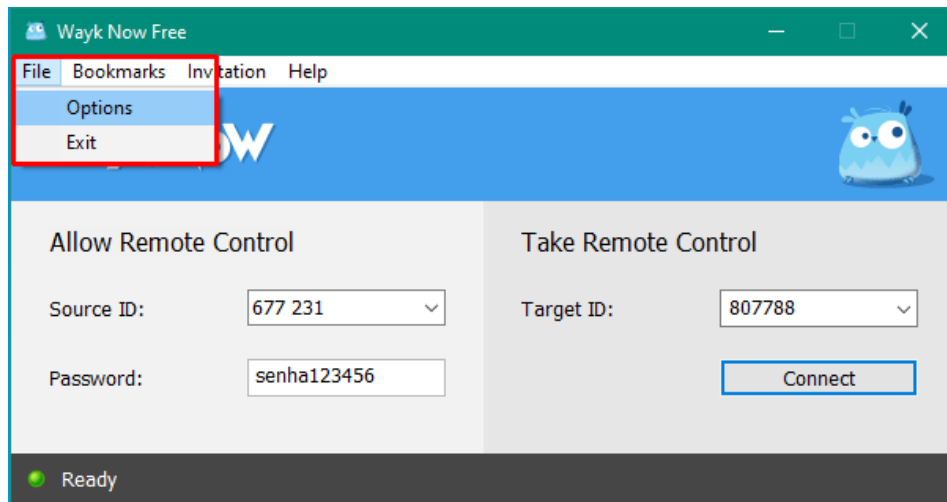 Wayk Now Free
File Bookmarks Invitation Help
Options
Exit
Allow Remote Control
Source ID: 677 231
Password: senha123456
Take Remote Control
Target ID: 807788
Connect
Ready